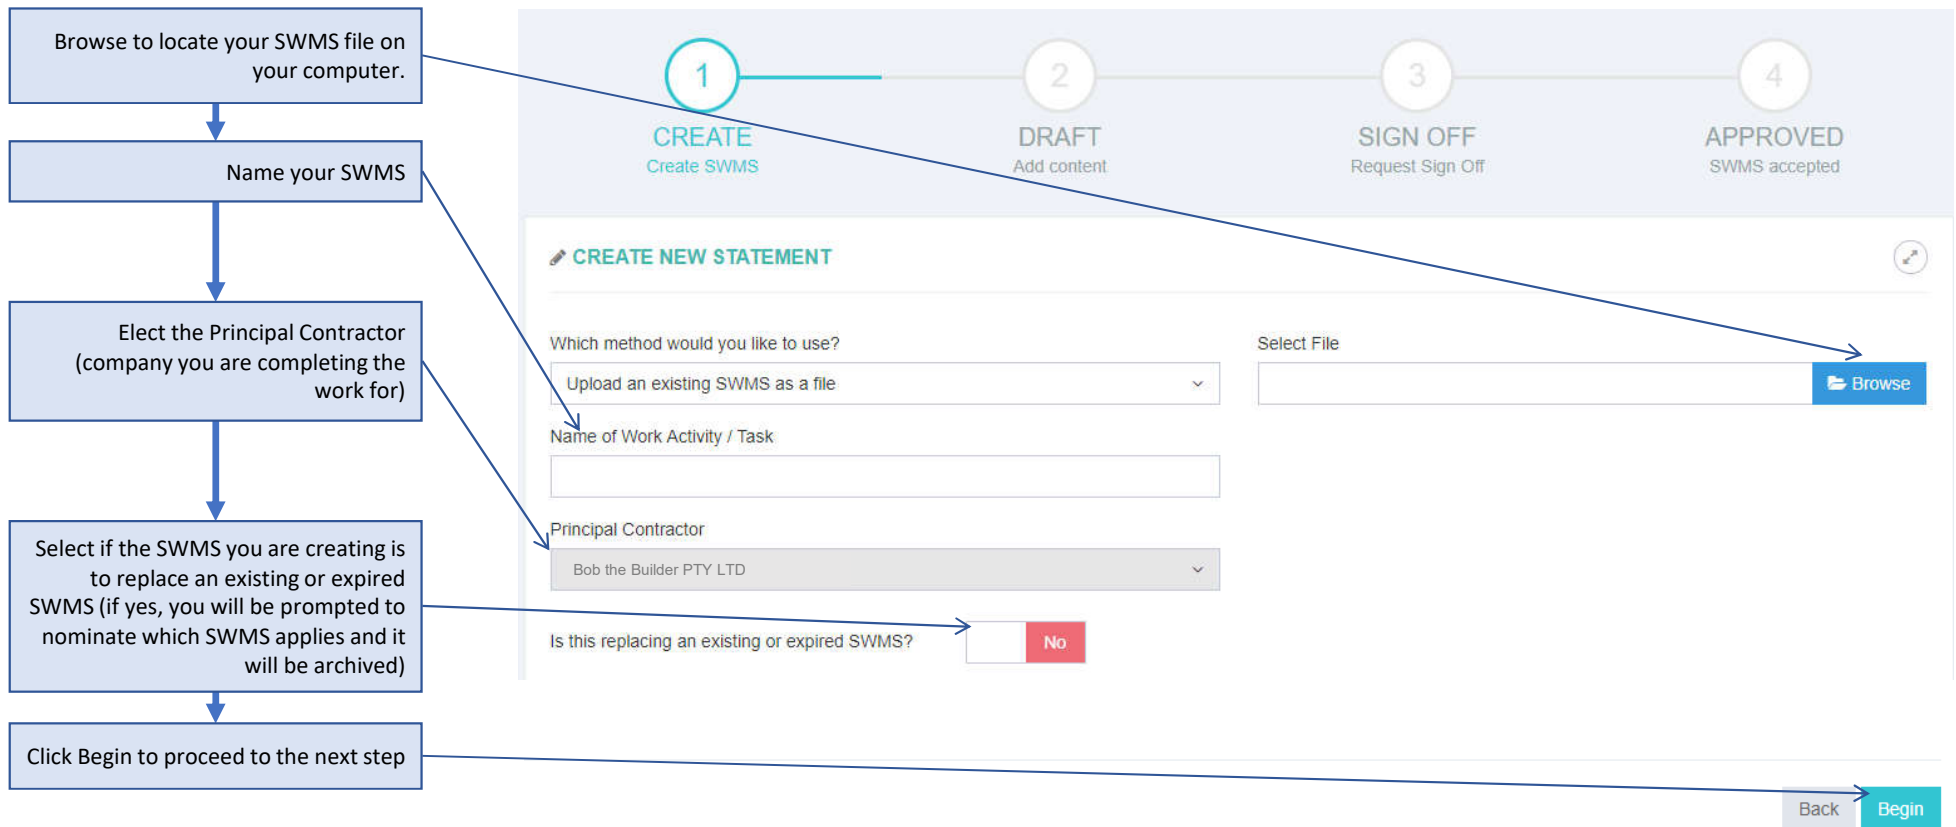 Browse to locate your SWMS file on
your computer.
Name your SWMS
Elect the Principal Contractor
(company you are completing the
work for)
Select if the SWMS you are creating is
to replace an existing or expired
SWMS (if yes, you will be prompted to
nominate which SWMS applies and it
will be archived)
Click Begin to proceed to the next step
1
2
3
4
CREATE
Create SWMS
DRAFT
Add content
SIGN OFF
Request Sign Off
APPROVED
SWMS accepted
CREATE NEW STATEMENT
Which method would you like to use?
Upload an existing SWMS as a file
Select File
Browse
Name of Work Activity / Task
Principal Contractor
Bob the Builder PTY LTD
Is this replacing an existing or expired SWMS?
No
Back
Begin